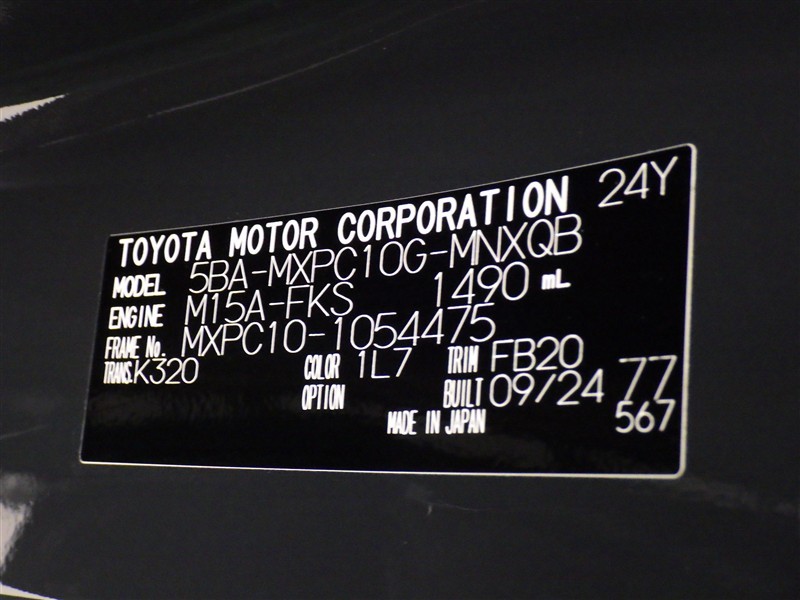 TOYOTA MOTOR CORPORATION 24Y
MODEL 5BA-MXPC10G-MNXQB
ENGINE M15A-FKS 1490 mL
FRAME No. MXPC10-1054475
TRANS. K320 COLOR 1L7 TRIM FB20
OPTION BUILT 09/24 77
MADE IN JAPAN 567